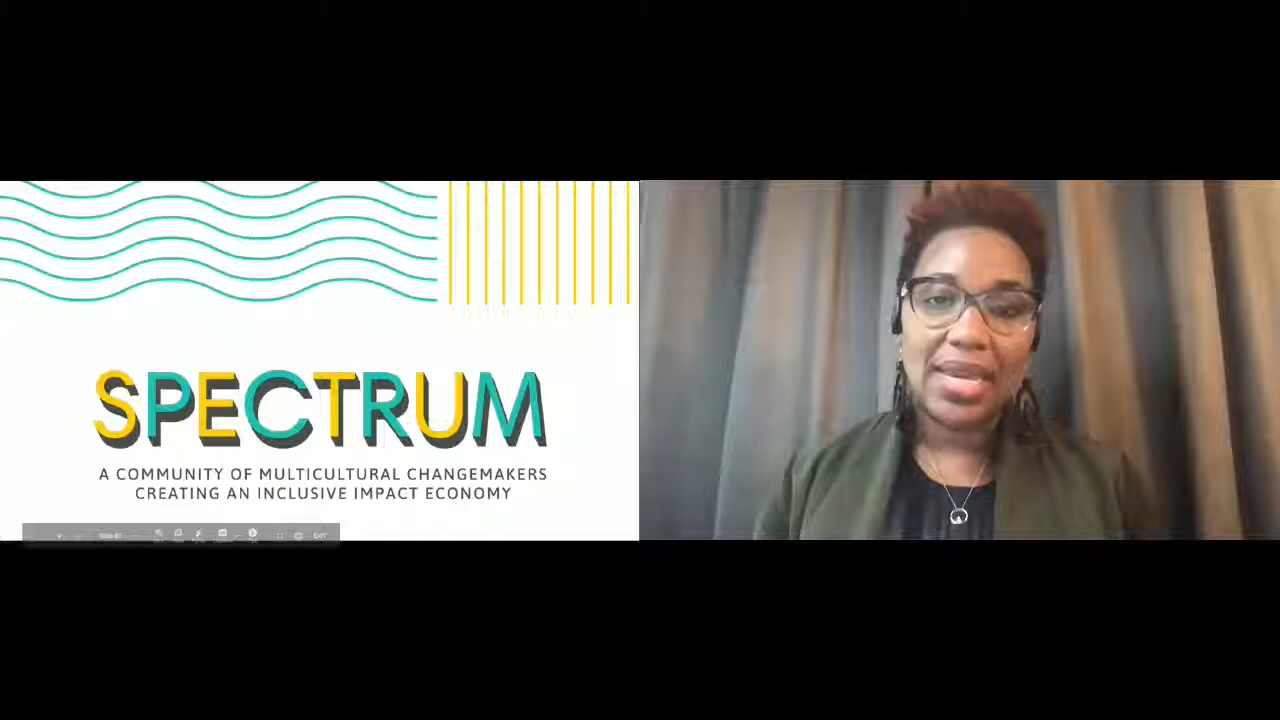 SPECTRUM
A COMMUNITY OF MULTICULTURAL CHANGEMAKERS
CREATING AN INCLUSIVE IMPACT ECONOMY